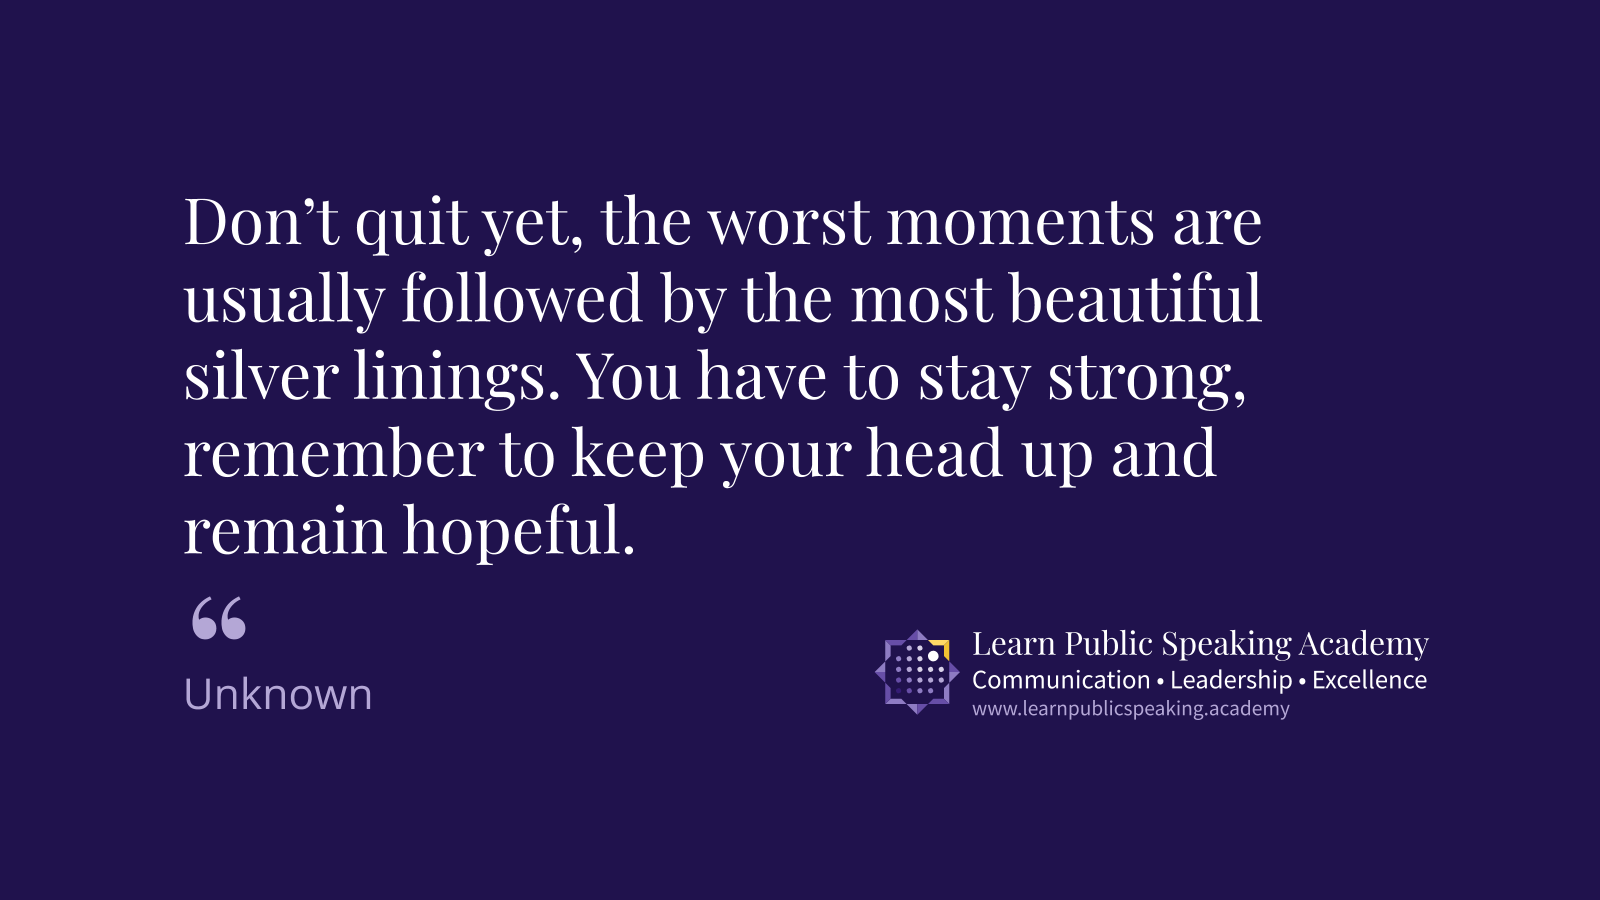 Don’t quit yet, the worst moments are
usually followed by the most beautiful
silver linings. You have to stay strong,
remember to keep your head up and
remain hopeful.
“
Unknown
Learn Public Speaking Academy
Communication • Leadership • Excellence
www.learnpublicspeaking.academy